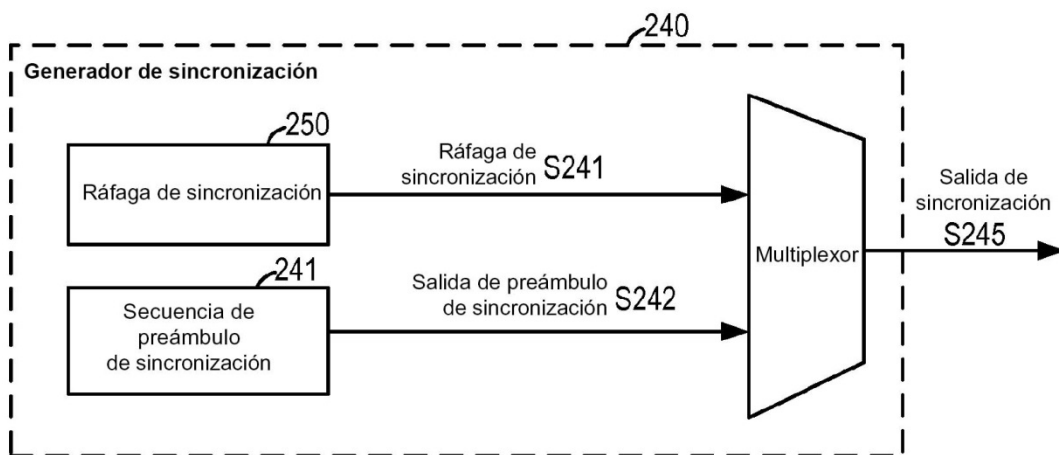 240
Generador de sincronización
250
Ráfaga de sincronización
Ráfaga de
sincronización S241
Salida de
sincronización
S245
Multiplexor
241
Secuencia de
preámbulo
de sincronización
Salida de preámbulo
de sincronización S242